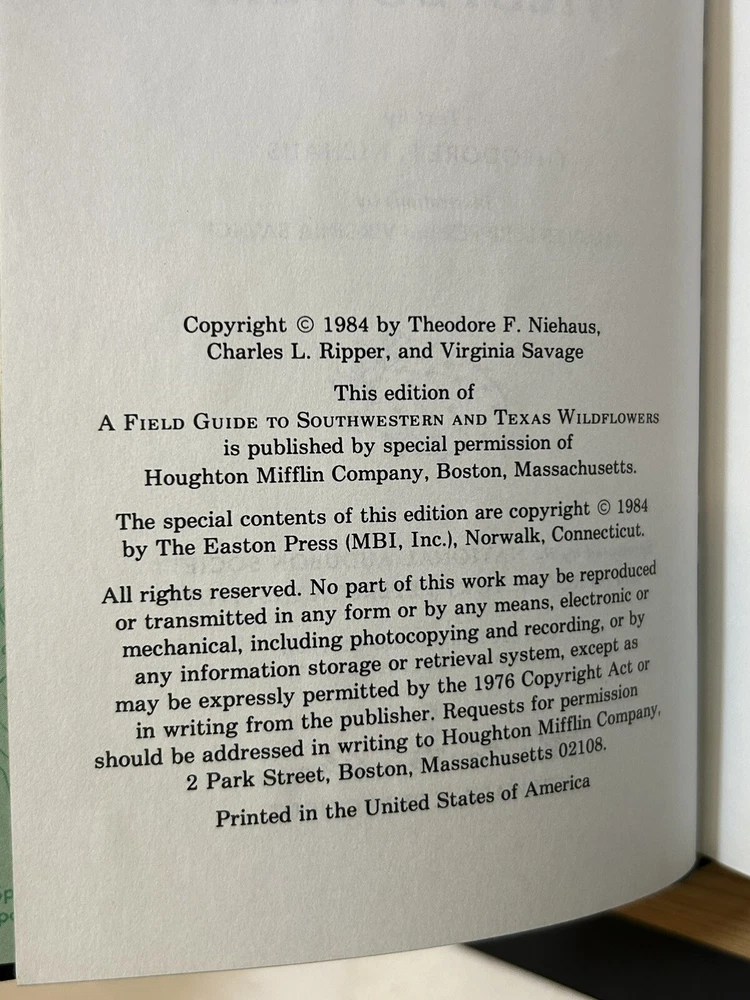 Copyright © 1984 by Theodore F. Niehaus,
Charles L. Ripper, and Virginia Savage
This edition of
A FIELD GUIDE TO SOUTHWESTERN AND TEXAS WILDFLOWERS
is published by special permission of
Houghton Mifflin Company, Boston, Massachusetts.
The special contents of this edition are copyright © 1984
by The Easton Press (MBI, Inc.), Norwalk, Connecticut.
All rights reserved. No part of this work may be reproduced
or transmitted in any form or by any means, electronic or
mechanical, including photocopying and recording, or by
any information storage or retrieval system, except as
may be expressly permitted by the 1976 Copyright Act or
in writing from the publisher. Requests for permission
should be addressed in writing to Houghton Mifflin Company,
2 Park Street, Boston, Massachusetts 02108.
Printed in the United States of America